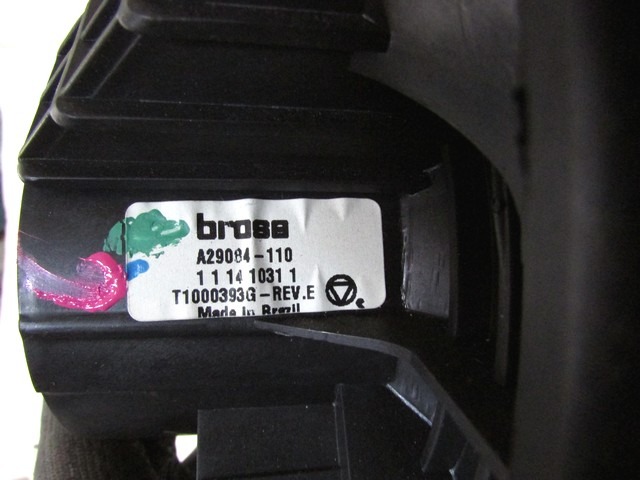 brose
A29084-110
1 1 14 1031 1
T1000393G-REV.E
Made in Brazil